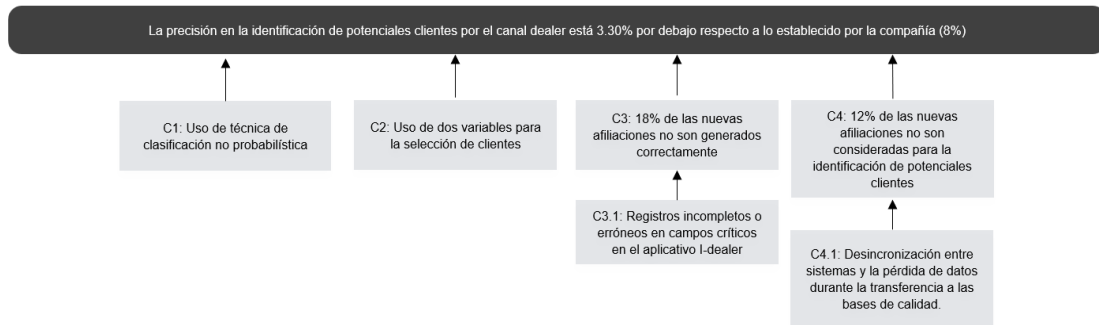 La precisión en la identificación de potenciales clientes por el canal dealer está 3.30% por debajo respecto a lo establecido por la compañía (8%)
C1: Uso de técnica de
clasificación no probabilística
C2: Uso de dos variables para
la selección de clientes
C3: 18% de las nuevas
afiliaciones no son generados
correctamente
C4: 12% de las nuevas
afiliaciones no son
consideradas para la
identificación de potenciales
clientes
C3.1: Registros incompletos o
erróneos en campos críticos
en el aplicativo I-dealer
C4.1: Desincronización entre
sistemas y la pérdida de datos
durante la transferencia a las
bases de calidad.